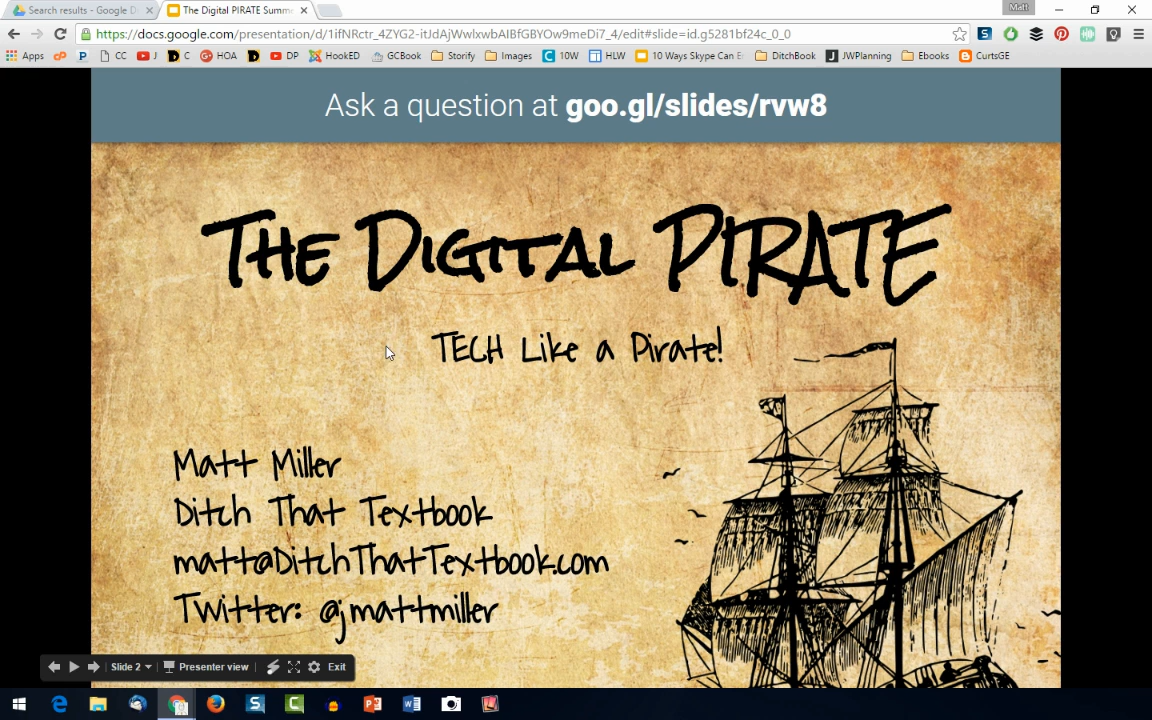 Search results - Google D
The Digital PIRATE Summ
Matt
https://docs.google.com/presentation/d/1ifNRctr_4ZYG2-itJdAjWwlxwbAIBfGBYOw9meDi7_4/edit#slide=id.g5281bf24c_0_0
Apps P CC J C HOA DP HookED GCBook Storify Images 10W HLW 10 Ways Skype Can E DitchBook JWPlanning Ebooks CurtsGE
Ask a question at goo.gl/slides/rvw8
The Digital PIRATE
TECH Like a Pirate!
Matt Miller
Ditch That Textbook
matt@DitchThatTextbook.com
Twitter: @jmattmiller
Slide 2 Presenter view Exit